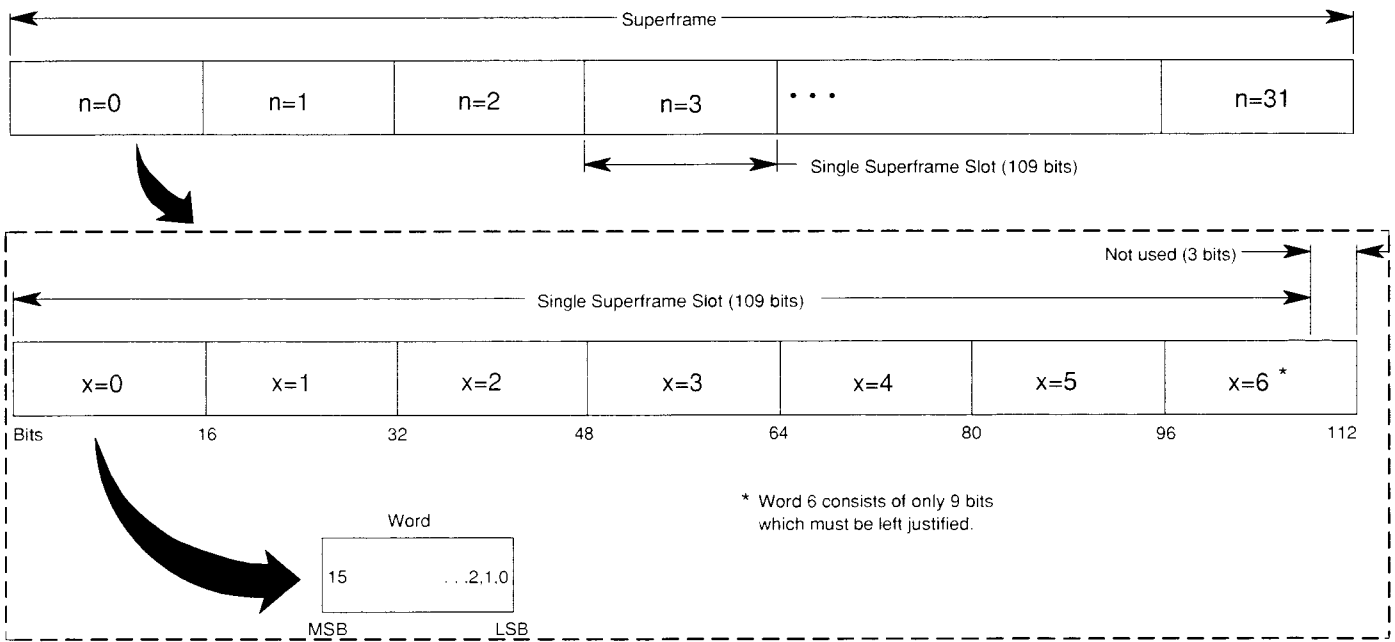 Superframe
n=0 n=1 n=2 n=3 ... n=31
Single Superframe Slot (109 bits)
Not used (3 bits)
Single Superframe Slot (109 bits)
x=0 x=1 x=2 x=3 x=4 x=5 x=6 *
Bits 16 32 48 64 80 96 112
* Word 6 consists of only 9 bits
which must be left justified.
Word
15 . . .2,1,0
MSB LSB